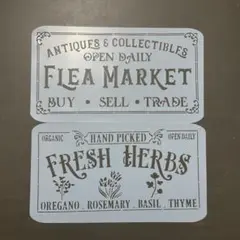 ANTIQUES & COLLECTIBLES
OPEN DAILY
FLEA MARKET
BUY · SELL · TRADE
ORGANIC HAND PICKED OPEN DAILY
FRESH HERBS
OREGANO . ROSEMARY . BASIL . THYME